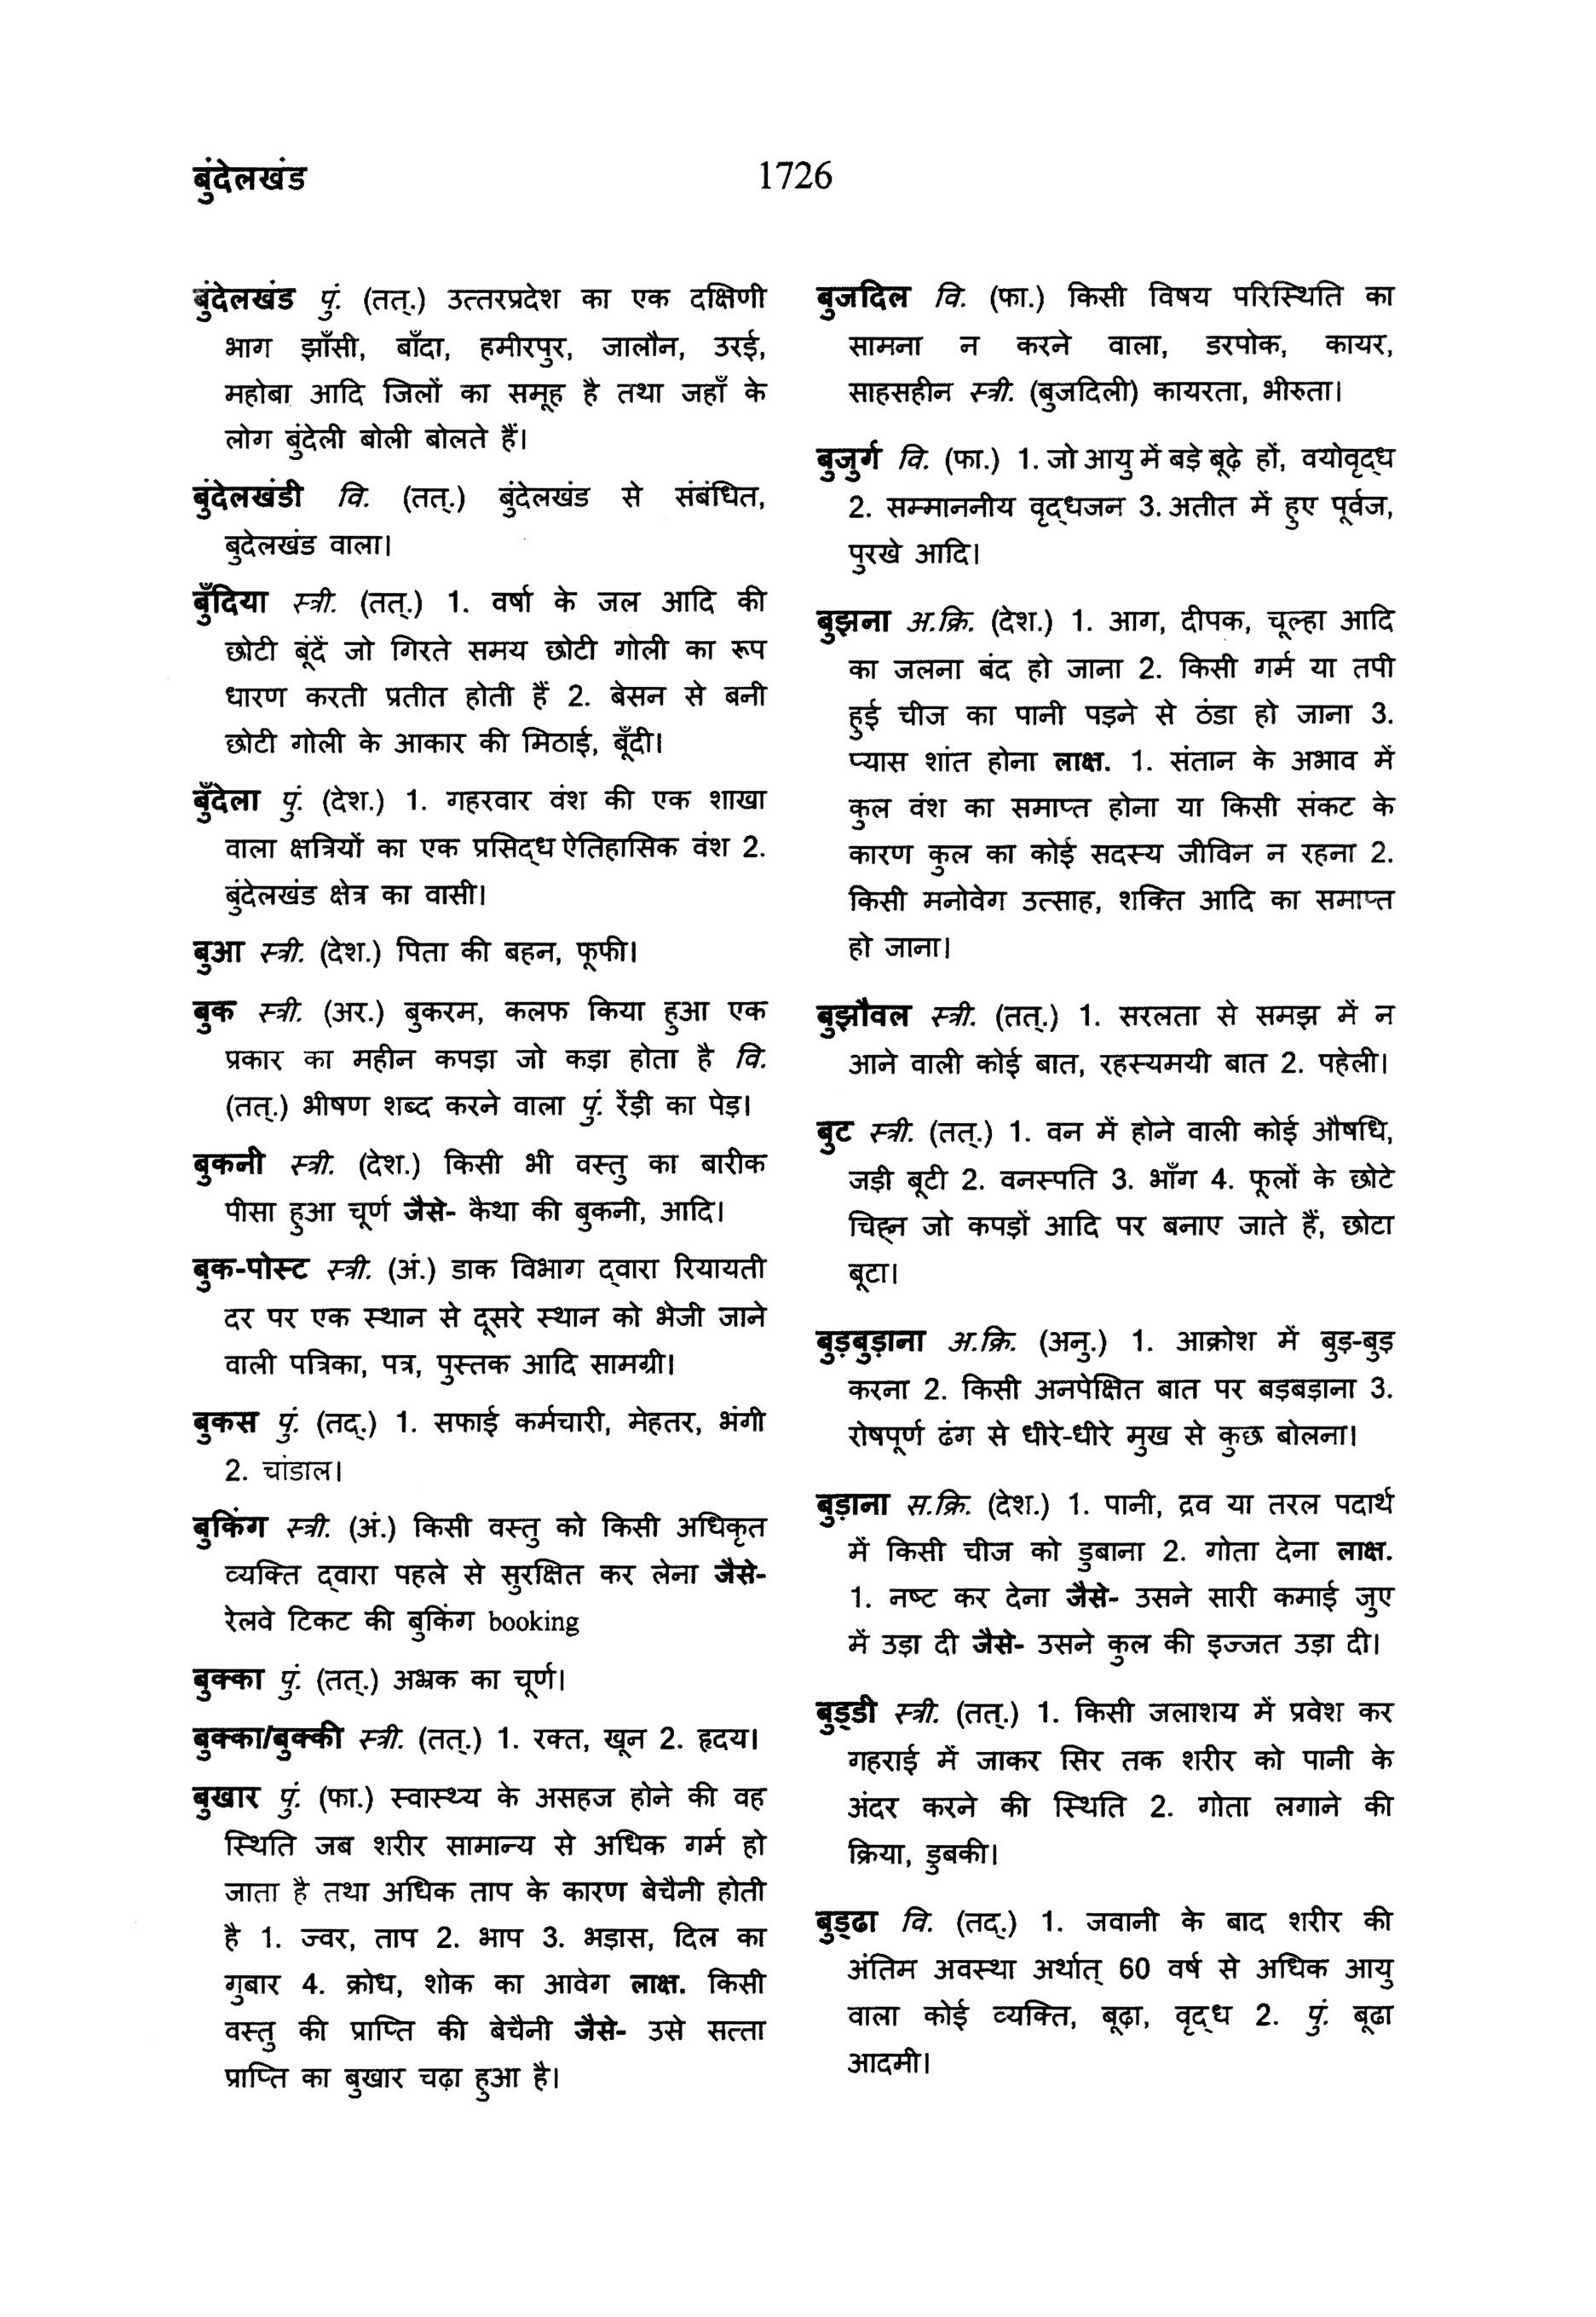 बुंदेलखंड
1726
बुंदेलखंड पुं. (तत्.) उत्तरप्रदेश का एक दक्षिणी
भाग झाँसी, बाँदा, हमीरपुर, जालौन, उरई,
महोबा आदि जिलों का समूह है तथा जहाँ के
लोग बुंदेली बोली बोलते हैं।
बुंदेलखंडी वि. (तत्.) बुंदेलखंड से संबंधित,
बुदेलखंड वाला।
बुँदिया स्त्री. (तत्.) 1. वर्षा के जल आदि की
छोटी बूंदें जो गिरते समय छोटी गोली का रूप
धारण करती प्रतीत होती हैं 2. बेसन से बनी
छोटी गोली के आकार की मिठाई, बूँदी।
बुँदेला पुं. (देश.) 1. गहरवार वंश की एक शाखा
वाला क्षत्रियों का एक प्रसिद्ध ऐतिहासिक वंश 2.
बुंदेलखंड क्षेत्र का वासी।
बुआ स्त्री. (देश.) पिता की बहन, फूफी।
बुक स्त्री. (अर.) बुकरम, कलफ किया हुआ एक
प्रकार का महीन कपड़ा जो कड़ा होता है वि.
(तत्.) भीषण शब्द करने वाला पुं. रेंड़ी का पेड़।
बुकनी स्त्री. (देश.) किसी भी वस्तु का बारीक
पीसा हुआ चूर्ण जैसे- कैथा की बुकनी, आदि।
बुक-पोस्ट स्त्री. (अं.) डाक विभाग द्वारा रियायती
दर पर एक स्थान से दूसरे स्थान को भेजी जाने
वाली पत्रिका, पत्र, पुस्तक आदि सामग्री।
बुकस पुं. (तद्.) 1. सफाई कर्मचारी, मेहतर, भंगी
2. चांडाल।
बुकिंग स्त्री. (अं.) किसी वस्तु को किसी अधिकृत
व्यक्ति द्वारा पहले से सुरक्षित कर लेना जैसे-
रेलवे टिकट की बुकिंग booking
बुक्का पुं. (तत्.) अभ्रक का चूर्ण।
बुक्का/बुक्की स्त्री. (तत्.) 1. रक्त, खून 2. हृदय।
बुखार पुं. (फा.) स्वास्थ्य के असहज होने की वह
स्थिति जब शरीर सामान्य से अधिक गर्म हो
जाता है तथा अधिक ताप के कारण बेचैनी होती
है 1. ज्वर, ताप 2. भाप 3. भड़ास, दिल का
गुबार 4. क्रोध, शोक का आवेग लाक्ष. किसी
वस्तु की प्राप्ति की बेचैनी जैसे- उसे सत्ता
प्राप्ति का बुखार चढ़ा हुआ है।
बुजदिल वि. (फा.) किसी विषय परिस्थिति का
सामना न करने वाला, डरपोक, कायर,
साहसहीन स्त्री. (बुजदिली) कायरता, भीरुता।
बुजुर्ग वि. (फा.) 1. जो आयु में बड़े बूढ़े हों, वयोवृद्ध
2. सम्माननीय वृद्धजन 3. अतीत में हुए पूर्वज,
पुरखे आदि।
बुझना अ.क्रि. (देश.) 1. आग, दीपक, चूल्हा आदि
का जलना बंद हो जाना 2. किसी गर्म या तपी
हुई चीज का पानी पड़ने से ठंडा हो जाना 3.
प्यास शांत होना लाक्ष. 1. संतान के अभाव में
कुल वंश का समाप्त होना या किसी संकट के
कारण कुल का कोई सदस्य जीविन न रहना 2.
किसी मनोवेग उत्साह, शक्ति आदि का समाप्त
हो जाना।
बुझौवल स्त्री. (तत्.) 1. सरलता से समझ में न
आने वाली कोई बात, रहस्यमयी बात 2. पहेली।
बुट स्त्री. (तत्.) 1. वन में होने वाली कोई औषधि,
जड़ी बूटी 2. वनस्पति 3. भाँग 4. फूलों के छोटे
चिह्न जो कपड़ों आदि पर बनाए जाते हैं, छोटा
बूटा।
बुड़बुड़ाना अ.क्रि. (अनु.) 1. आक्रोश में बुड़-बुड़
करना 2. किसी अनपेक्षित बात पर बड़बड़ाना 3.
रोषपूर्ण ढंग से धीरे-धीरे मुख से कुछ बोलना।
बुड़ाना स.क्रि. (देश.) 1. पानी, द्रव या तरल पदार्थ
में किसी चीज को डुबाना 2. गोता देना लाक्ष.
1. नष्ट कर देना जैसे- उसने सारी कमाई जुए
में उड़ा दी जैसे- उसने कुल की इज्जत उड़ा दी।
बुड्डी स्त्री. (तत्.) 1. किसी जलाशय में प्रवेश कर
गहराई में जाकर सिर तक शरीर को पानी के
अंदर करने की स्थिति 2. गोता लगाने की
क्रिया, डुबकी।
बुड्ढा वि. (तद्.) 1. जवानी के बाद शरीर की
अंतिम अवस्था अर्थात् 60 वर्ष से अधिक आयु
वाला कोई व्यक्ति, बूढ़ा, वृद्ध 2. पुं. बूढा
आदमी।